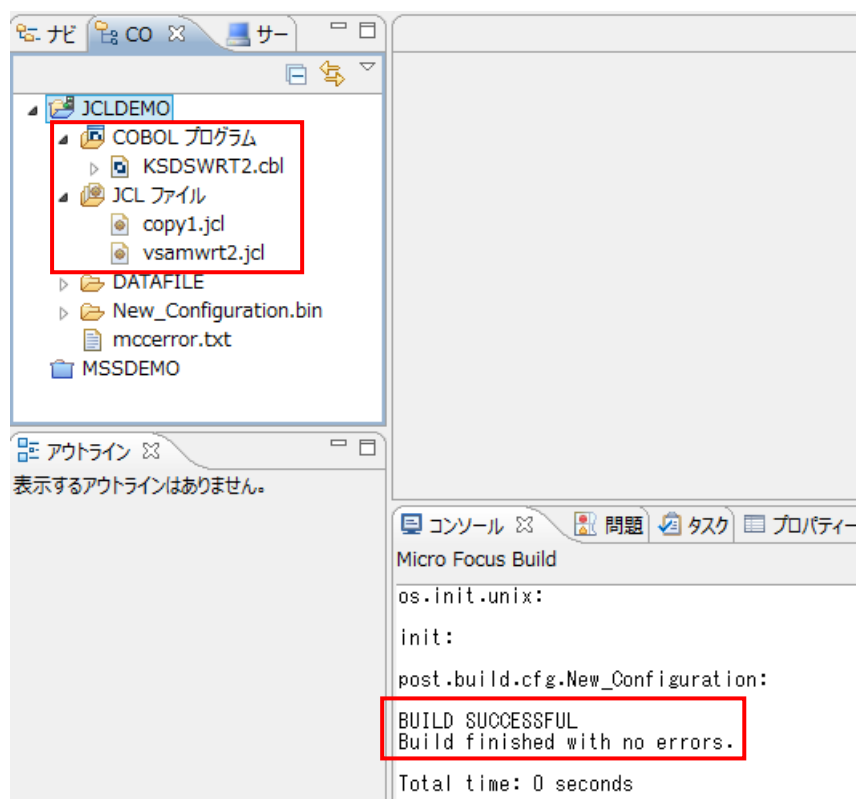 ナビ CO サー
JCLDEMO
COBOL プログラム
KSDSWRT2.cbl
JCL ファイル
copy1.jcl
vsamwrt2.jcl
DATAFILE
New_Configuration.bin
mccerror.txt
MSSDEMO
アウトライン
表示するアウトラインはありません。
コンソール 問題 タスク プロパティー
Micro Focus Build
os.init.unix:
init:
post.build.cfg.New_Configuration:
BUILD SUCCESSFUL
Build finished with no errors.
Total time: 0 seconds